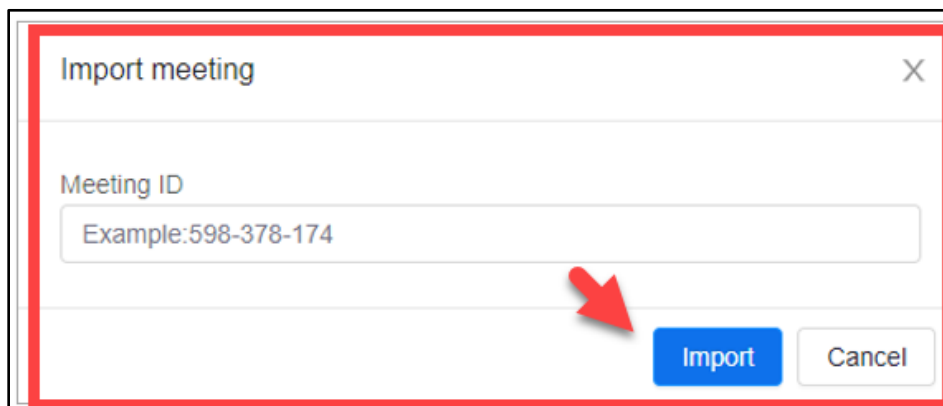 Import meeting
X
Meeting ID
Example:598-378-174
Import
Cancel